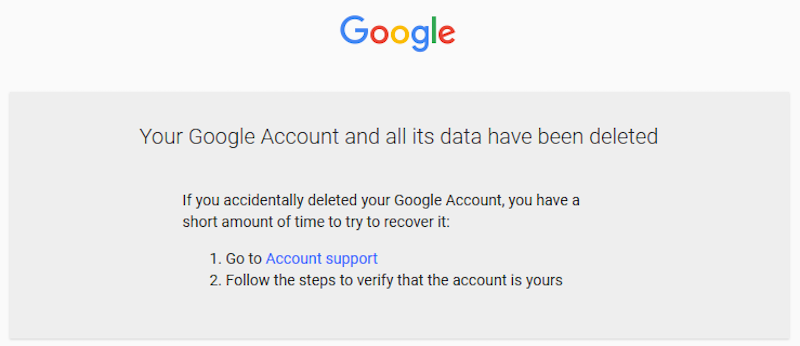 Google
Your Google Account and all its data have been deleted
If you accidentally deleted your Google Account, you have a
short amount of time to try to recover it:
1. Go to Account support
2. Follow the steps to verify that the account is yours